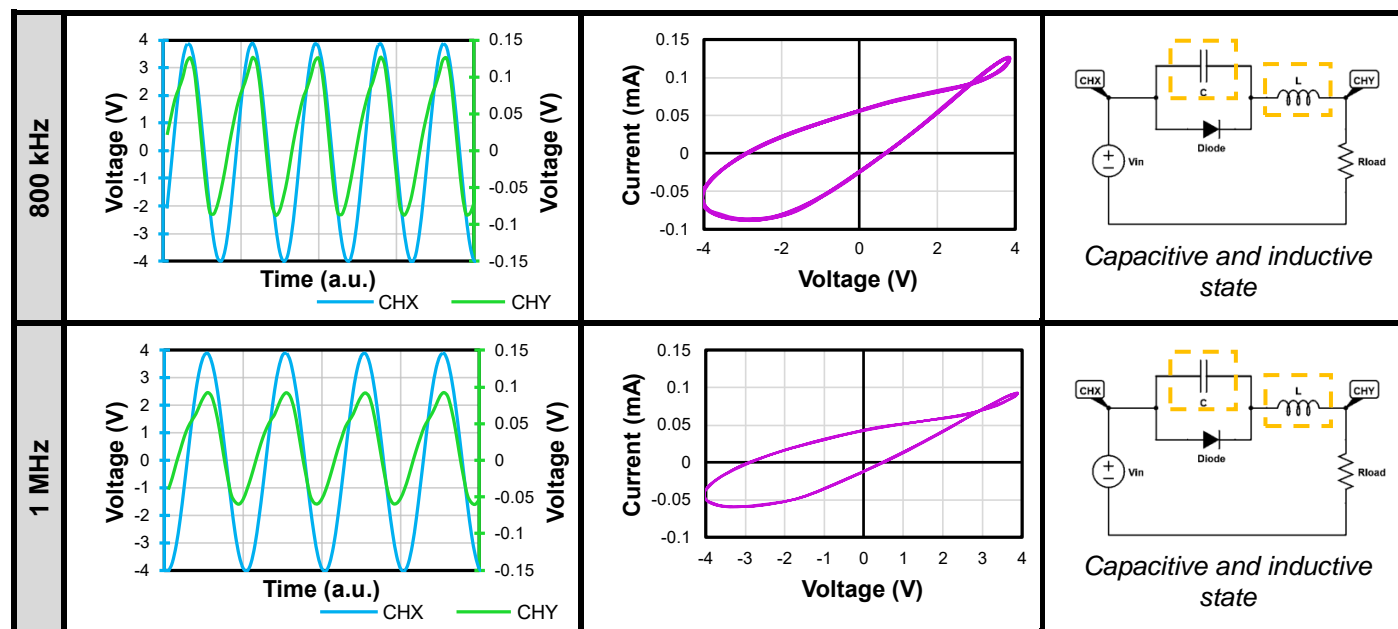 800 kHz
Voltage (V)
4
3
2
1
0
-1
-2
-3
-4
0.15
0.1
0.05
0
-0.05
-0.1
-0.15
Voltage (V)
Time (a.u.)
CHX
CHY
Current (mA)
0.15
0.1
0.05
0
-0.05
-0.1
-4
-2
0
2
4
Voltage (V)
CHX
C
L
CHY
Diode
Vin
Rload
Capacitive and inductive
state
1 MHz
Voltage (V)
4
3
2
1
0
-1
-2
-3
-4
0.15
0.1
0.05
0
-0.05
-0.1
-0.15
Voltage (V)
Time (a.u.)
CHX
CHY
Current (mA)
0.15
0.1
0.05
0
-0.05
-0.1
-4
-3
-2
-1
0
1
2
3
4
Voltage (V)
CHX
C
L
CHY
Diode
Vin
Rload
Capacitive and inductive
state